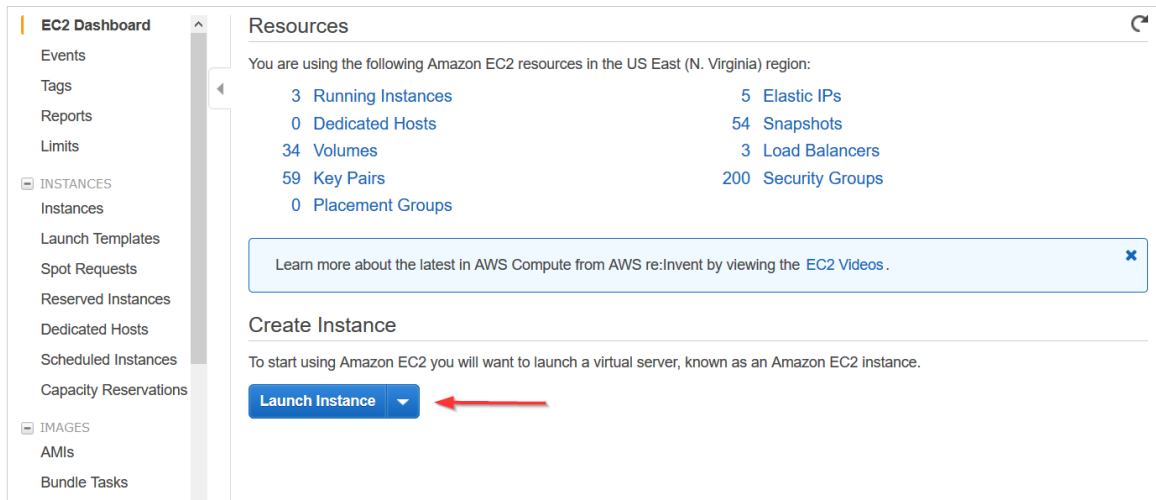 EC2 Dashboard
Events
Tags
Reports
Limits
INSTANCES
Instances
Launch Templates
Spot Requests
Reserved Instances
Dedicated Hosts
Scheduled Instances
Capacity Reservations
IMAGES
AMIs
Bundle Tasks
Resources
You are using the following Amazon EC2 resources in the US East (N. Virginia) region:
3 Running Instances
0 Dedicated Hosts
34 Volumes
59 Key Pairs
0 Placement Groups
5 Elastic IPs
54 Snapshots
3 Load Balancers
200 Security Groups
Learn more about the latest in AWS Compute from AWS re:Invent by viewing the EC2 Videos.
Create Instance
To start using Amazon EC2 you will want to launch a virtual server, known as an Amazon EC2 instance.
Launch Instance